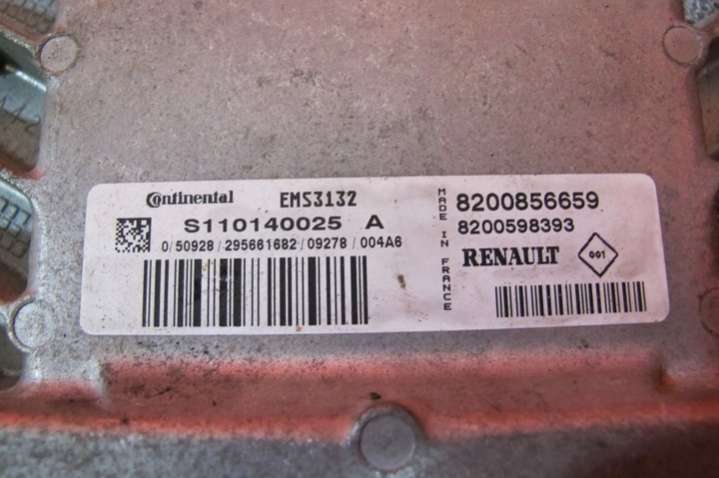 Continental EMS3132
S110140025 A
0/50928/295661682/09278/004A6
MADE IN FRANCE
8200856659
8200598393
RENAULT 001